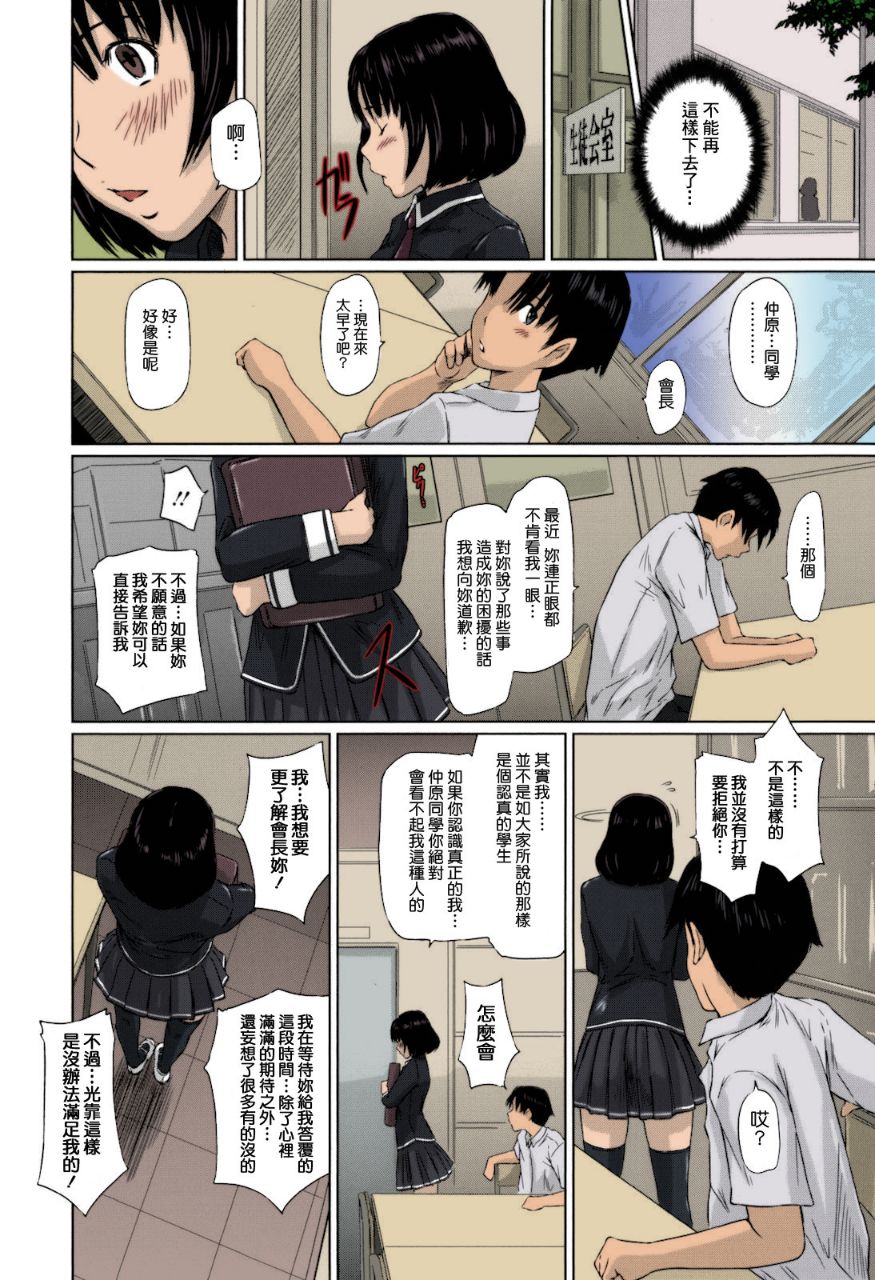 不能再
這樣下去了…
生徒会室
ガラ
啊…
仲原…同學
………
會長
…現在來
太早了吧？
好…
好像是呢
……那個
最近 妳連正眼都
不肯看我一眼…
對妳說了那些事
造成妳的困擾的話
我想向妳道歉…
!!
不過…如果妳
不願意的話
我希望妳可以
直接告訴我
ス
不……
不是這樣的
我並沒有打算
要拒絕你…
哎？
其實我……
並不是如大家所說的那樣
是個認真的學生
如果你認識真正的我…
仲原同學你絕對
會看不起我這種人的
怎麼會
我…我想要
更了解會長妳！
我在等待妳給我答覆的
這段時間…除了心裡
滿滿的期待之外…
還妄想了很多有的沒的
不過…光靠這樣
是沒辦法滿足我的！